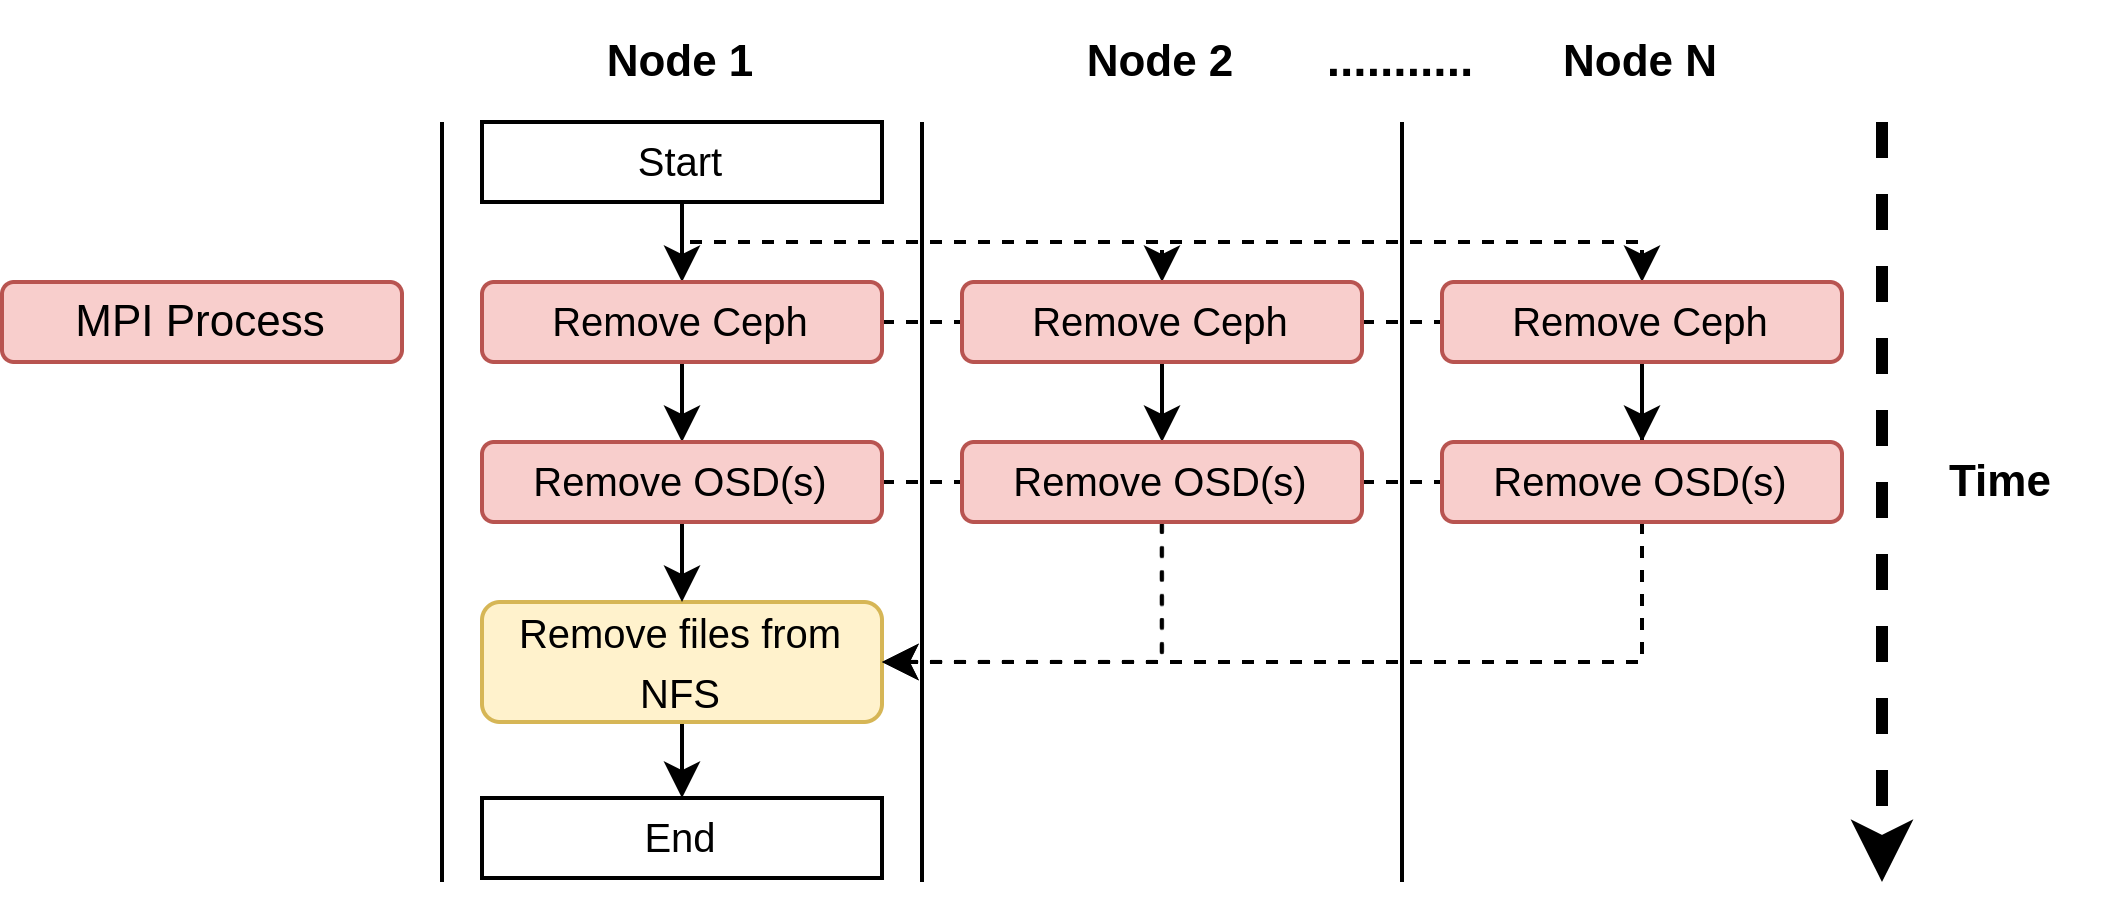 Node 1
Node 2
...........
Node N
Start
MPI Process
Remove Ceph
Remove Ceph
Remove Ceph
Remove OSD(s)
Remove OSD(s)
Remove OSD(s)
Time
Remove files from
NFS
End